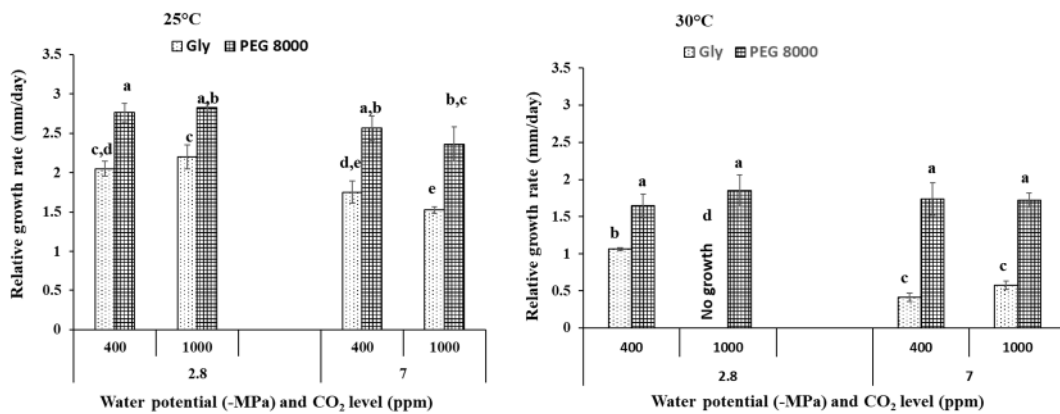 25°C
Gly PEG 8000
Relative growth rate (mm/day)
3.5
3
2.5
2
1.5
1
0.5
0
c,d
a
c
a,b
d,e
a,b
e
b,c
400 1000 400 1000
2.8 7
Water potential (-MPa) and CO₂ level (ppm)
30°C
Gly PEG 8000
Relative growth rate (mm/day)
3.5
3
2.5
2
1.5
1
0.5
0
b
a
No growth
d
a
c
a
c
a
400 1000 400 1000
2.8 7
Water potential (-MPa) and CO₂ level (ppm)